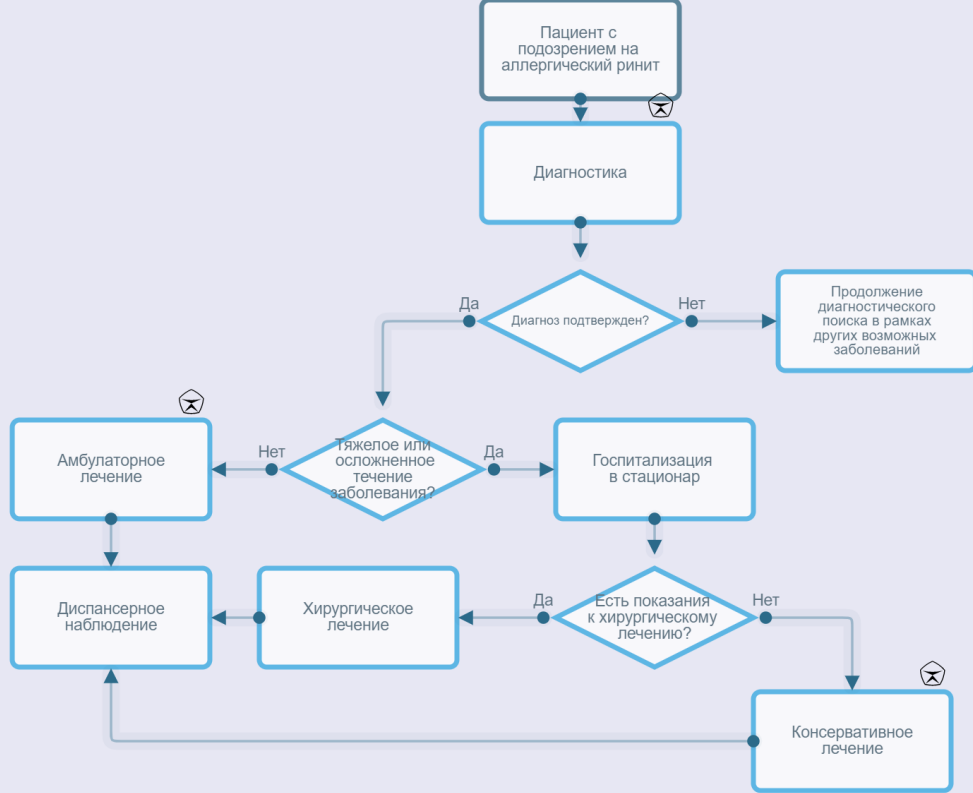 Пациент с
подозрением на
аллергический ринит
Диагностика
Да
Диагноз подтвержден?
Нет
Продолжение
диагностического
поиска в рамках
других возможных
заболеваний
Амбулаторное
лечение
Нет
Тяжелое или
осложненное
течение
заболевания?
Да
Госпитализация
в стационар
Диспансерное
наблюдение
Хирургическое
лечение
Да
Есть показания
к хирургическому
лечению?
Нет
Консервативное
лечение